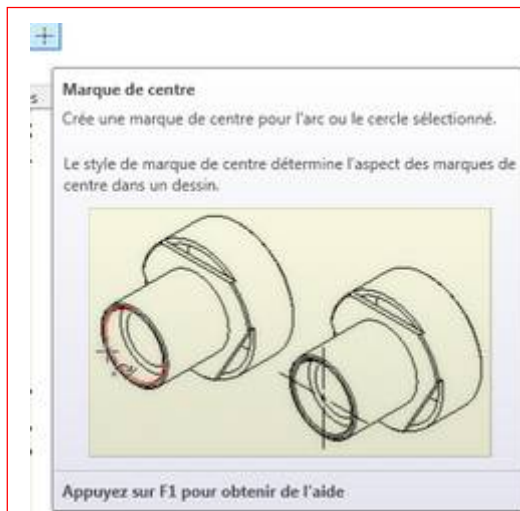 s
Marque de centre
Crée une marque de centre pour l'arc ou le cercle sélectionné.
Le style de marque de centre détermine l'aspect des marques de
centre dans un dessin.
Appuyez sur F1 pour obtenir de l'aide